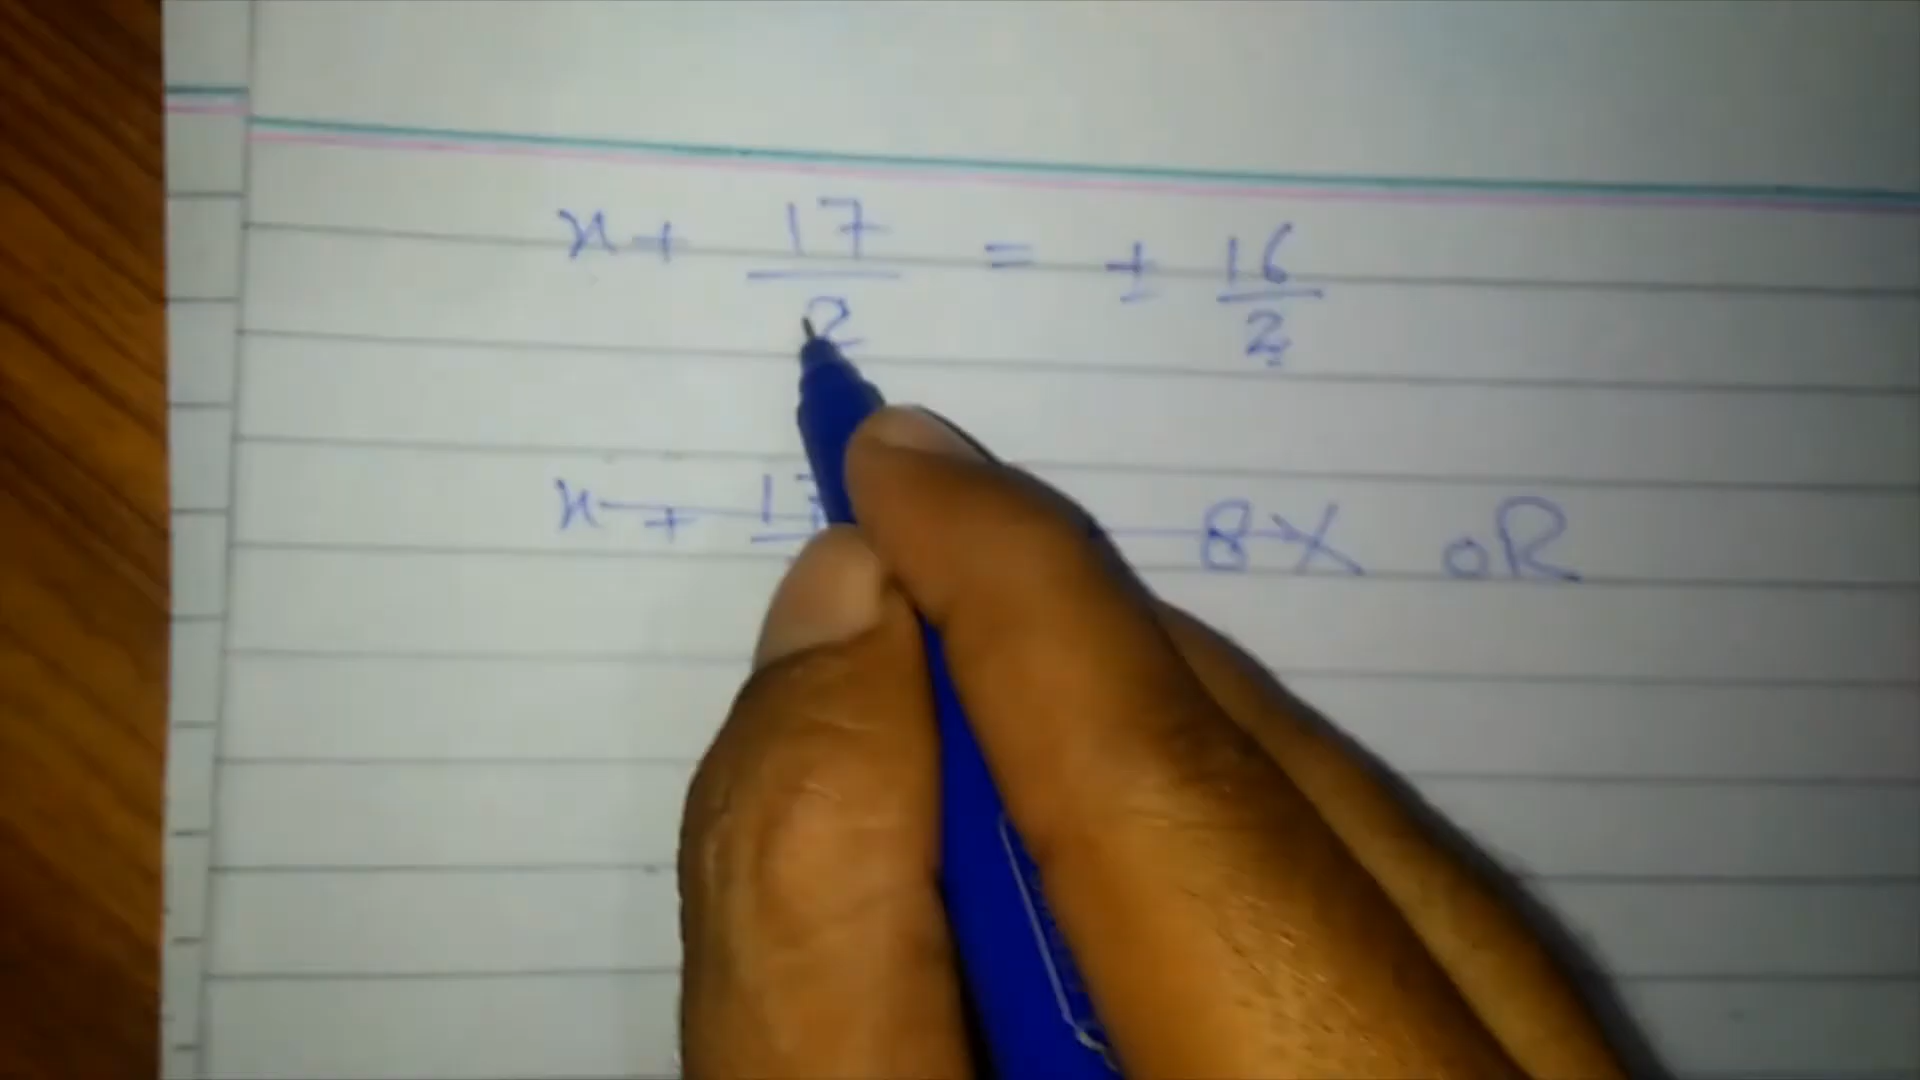 x + 17/2 = ± 16/2
x + 17 8 X OR